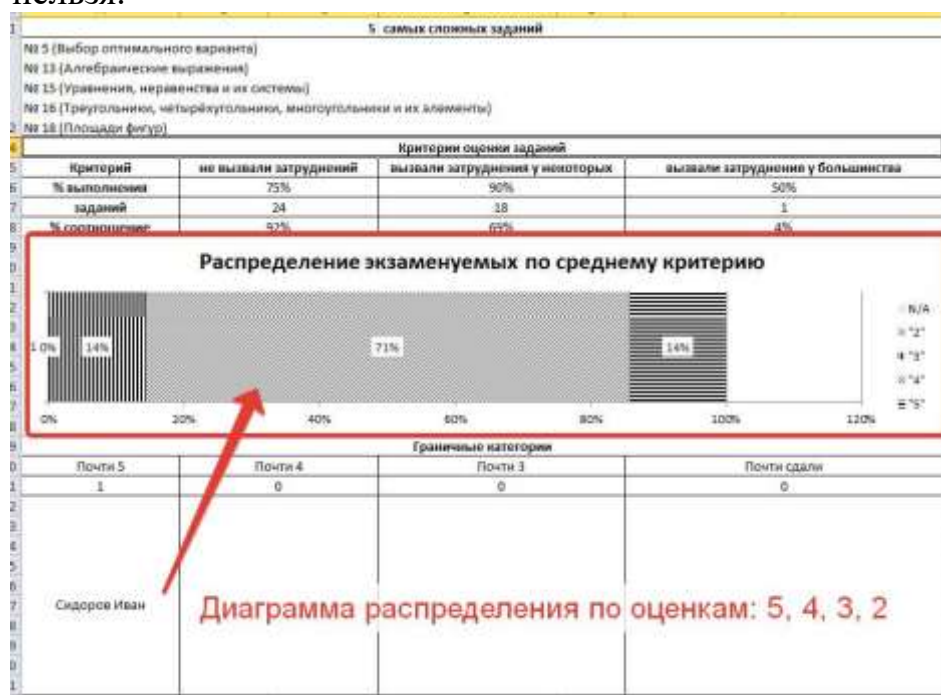 5 самых сложных заданий
№ 5 (Выбор оптимального варианта)
№ 13 (Алгебраические выражения)
№ 15 (Уравнения, неравенства и их системы)
№ 16 (Треугольники, четырёхугольники, многоугольники и их элементы)
№ 18 (Площади фигур)
Критерии оценки заданий
Критерий не вызвали затруднений вызвали затруднения у некоторых вызвали затруднения у большинства
% выполнения 75% 90% 50%
заданий 24 18 1
% соотношение 92% 69% 4%
Распределение экзаменуемых по среднему критерию
N/A
"2"
0% 14% 71% 14%
"3"
"4"
"5"
0% 20% 40% 60% 80% 100% 120%
Граничные категории
Почти 5 Почти 4 Почти 3 Почти сдали
1 0 0 0
Сидоров Иван
Диаграмма распределения по оценкам: 5, 4, 3, 2